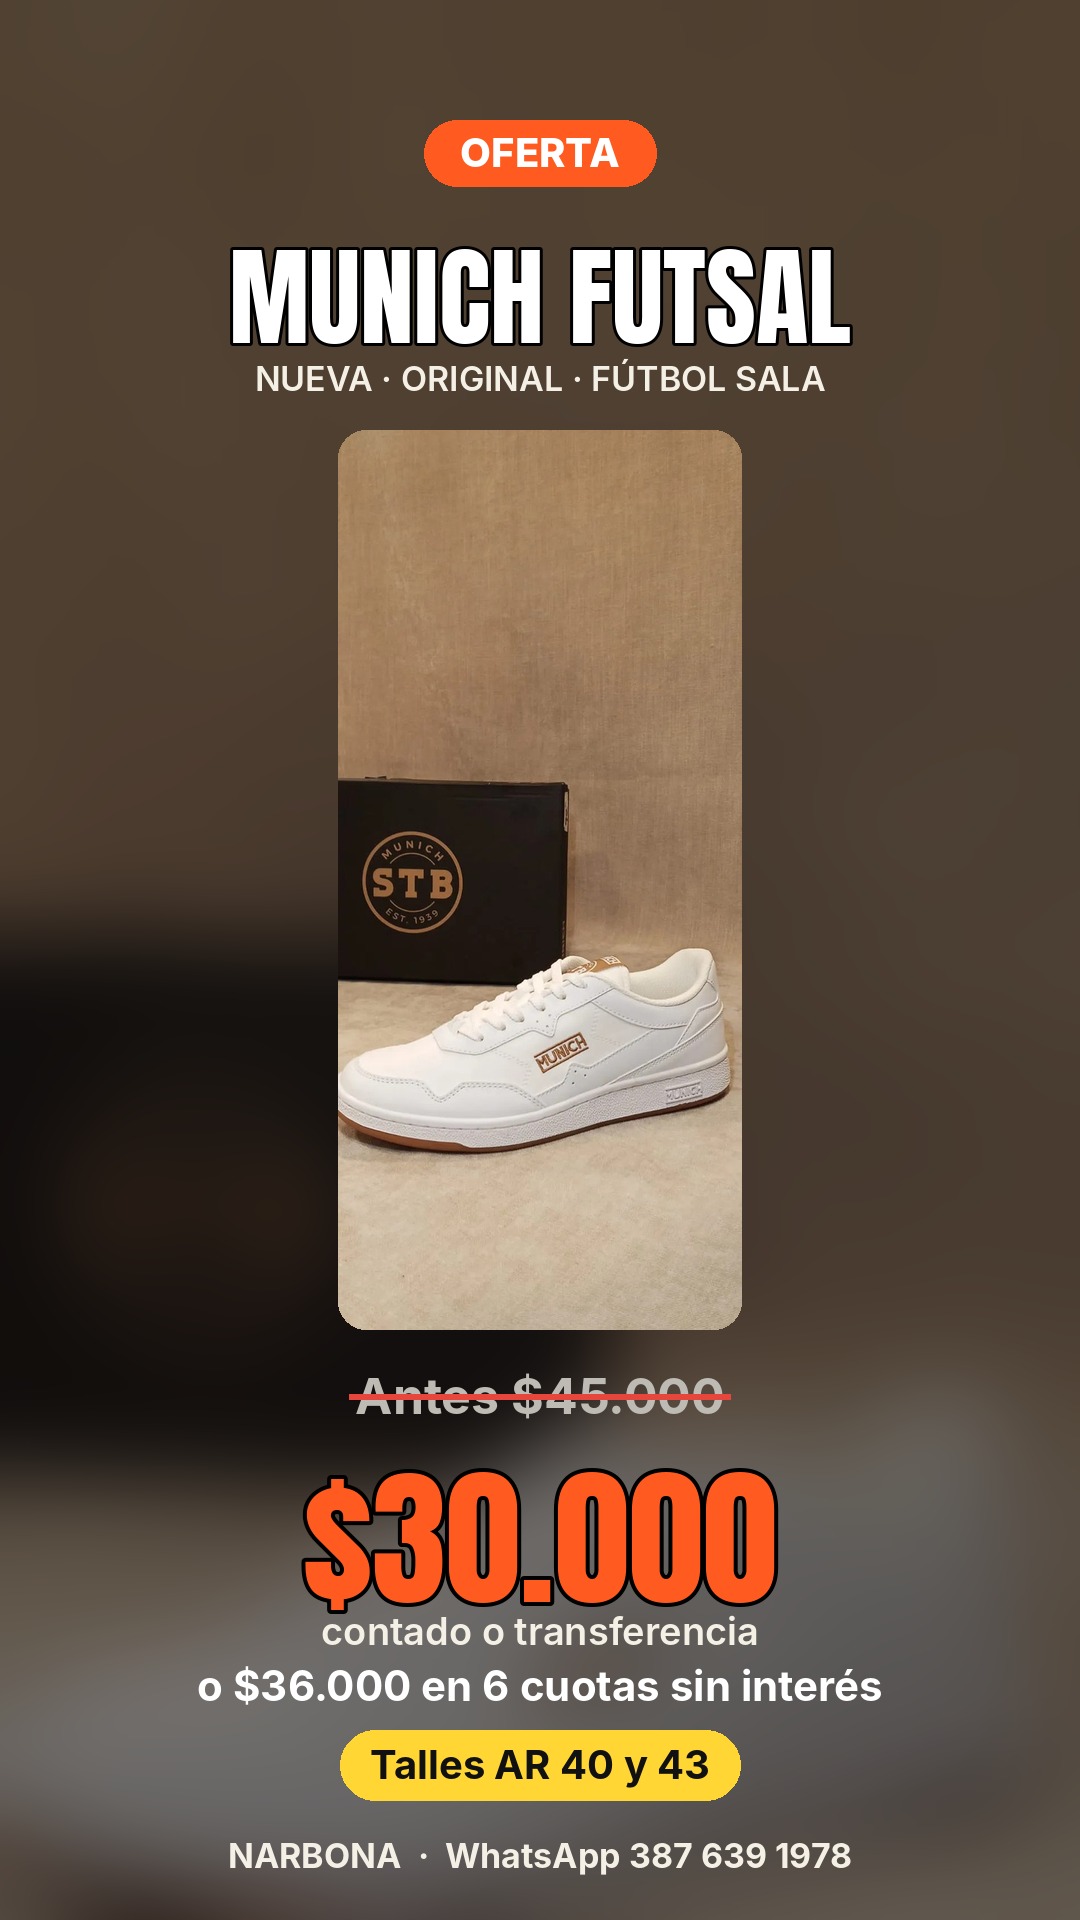 OFERTA
MUNICH FUTSAL
NUEVA · ORIGINAL · FÚTBOL SALA
MUNICH
STB
EST. 1939
MUNICH
MUNICH
Antes $45.000
$30.000
contado o transferencia
o $36.000 en 6 cuotas sin interés
Talles AR 40 y 43
NARBONA · WhatsApp 387 639 1978